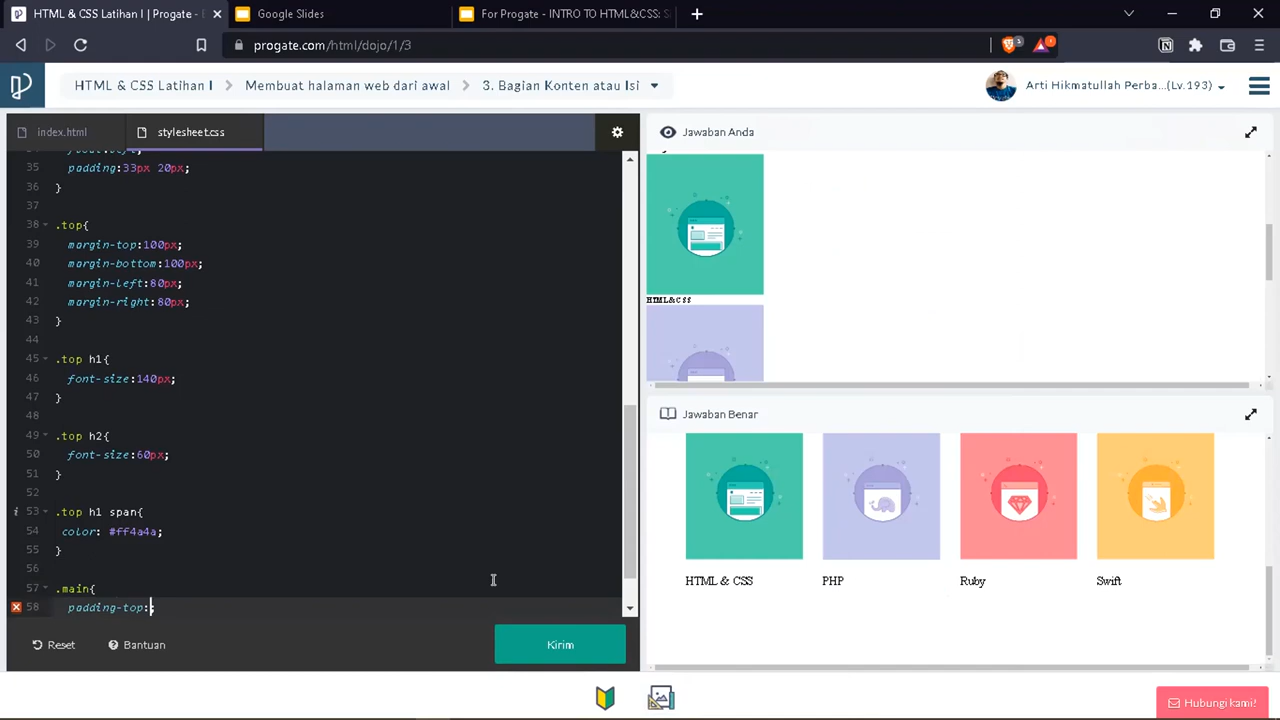 HTML & CSS Latihan I | Progate
Google Slides
For Progate - INTRO TO HTML&CSS: S
progate.com/html/dojo/1/3
HTML & CSS Latihan I
Membuat halaman web dari awal
3. Bagian Konten atau Isi
Arti Hikmatullah Perba...(Lv.193)
index.html
stylesheet.css
Jawaban Anda
35 padding:33px 20px;
36 }
37
38 .top{
39 margin-top:100px;
40 margin-bottom:100px;
41 margin-left:80px;
42 margin-right:80px;
43 }
44
45 .top h1{
46 font-size:140px;
47 }
48
49 .top h2{
50 font-size:60px;
51 }
52
53 .top h1 span{
54 color: #ff4a4a;
55 }
56
57 .main{
58 padding-top:;
HTML&CSS
Jawaban Benar
HTML & CSS
PHP
Ruby
Swift
Reset
Bantuan
Kirim
Hubungi kami!